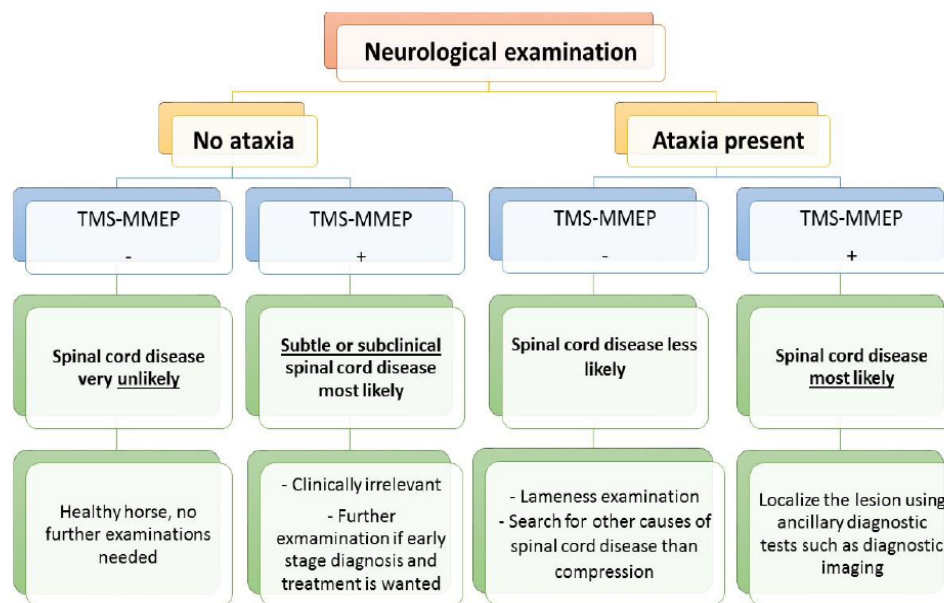 Neurological examination
No ataxia
Ataxia present
TMS-MMEP
-
TMS-MMEP
+
TMS-MMEP
-
TMS-MMEP
+
Spinal cord disease
very unlikely
Subtle or subclinical
spinal cord disease
most likely
Spinal cord disease less
likely
Spinal cord disease
most likely
Healthy horse, no
further examinations
needed
- Clinically irrelevant
- Further
exmamination if early
stage diagnosis and
treatment is wanted
- Lameness examination
- Search for other causes of
spinal cord disease than
compression
Localize the lesion using
ancillary diagnostic
tests such as diagnostic
imaging